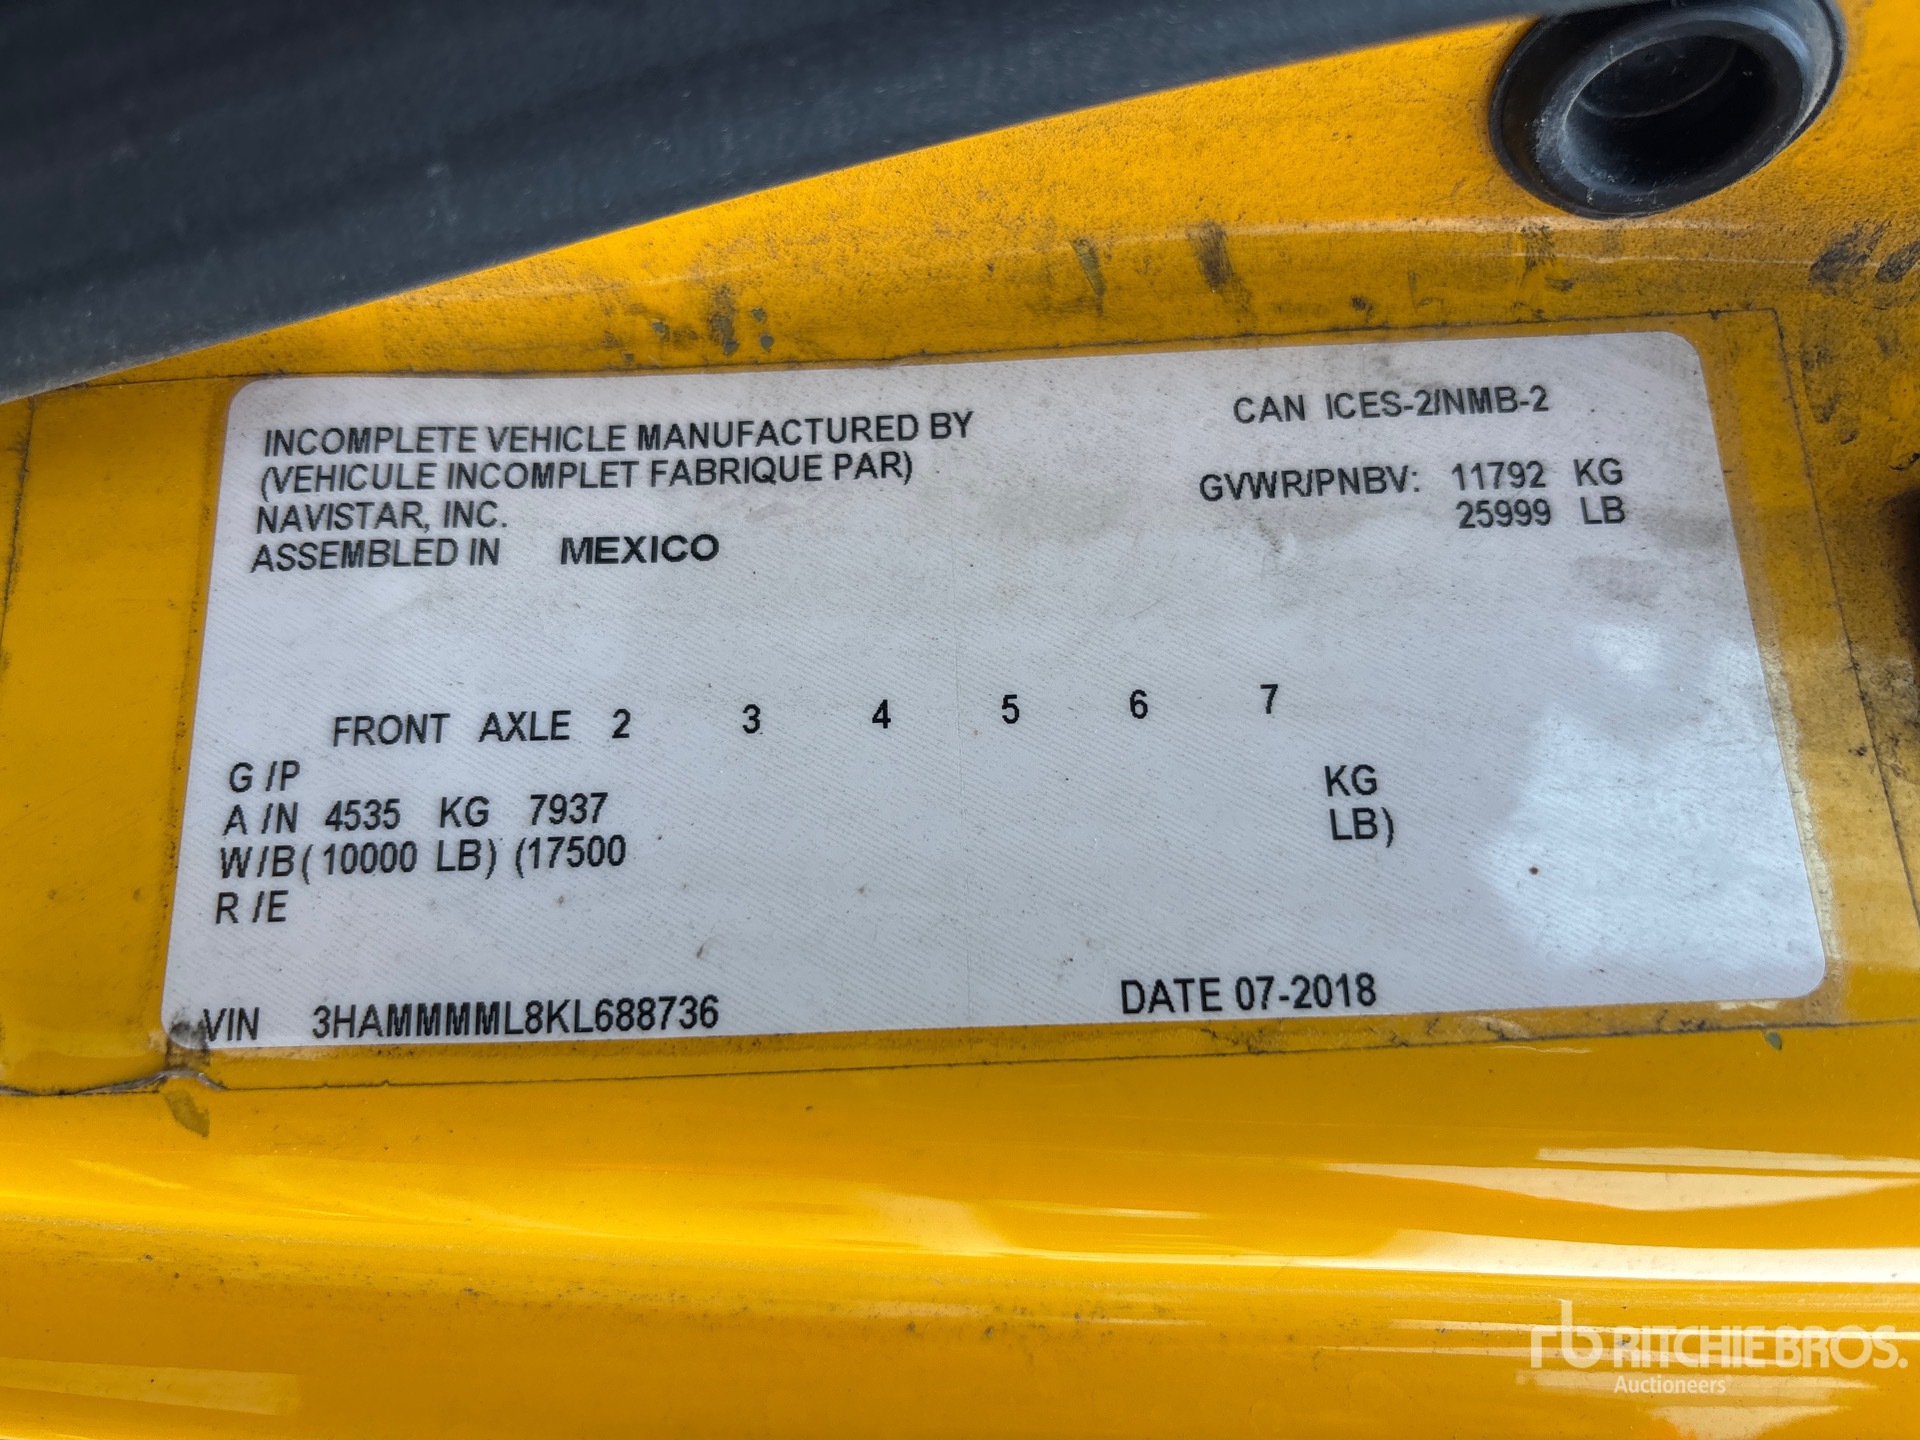 INCOMPLETE VEHICLE MANUFACTURED BY
(VEHICULE INCOMPLET FABRIQUE PAR)
NAVISTAR, INC.
ASSEMBLED IN MEXICO
CAN ICES-2/NMB-2
GVWR/PNBV: 11792 KG
25999 LB
FRONT AXLE 2 3 4 5 6 7
G /P
A /N 4535 KG 7937 KG
W/B ( 10000 LB) (17500 LB)
R /E
VIN 3HAMMMML8KL688736
DATE 07-2018
rb RITCHIE BROS.
Auctioneers